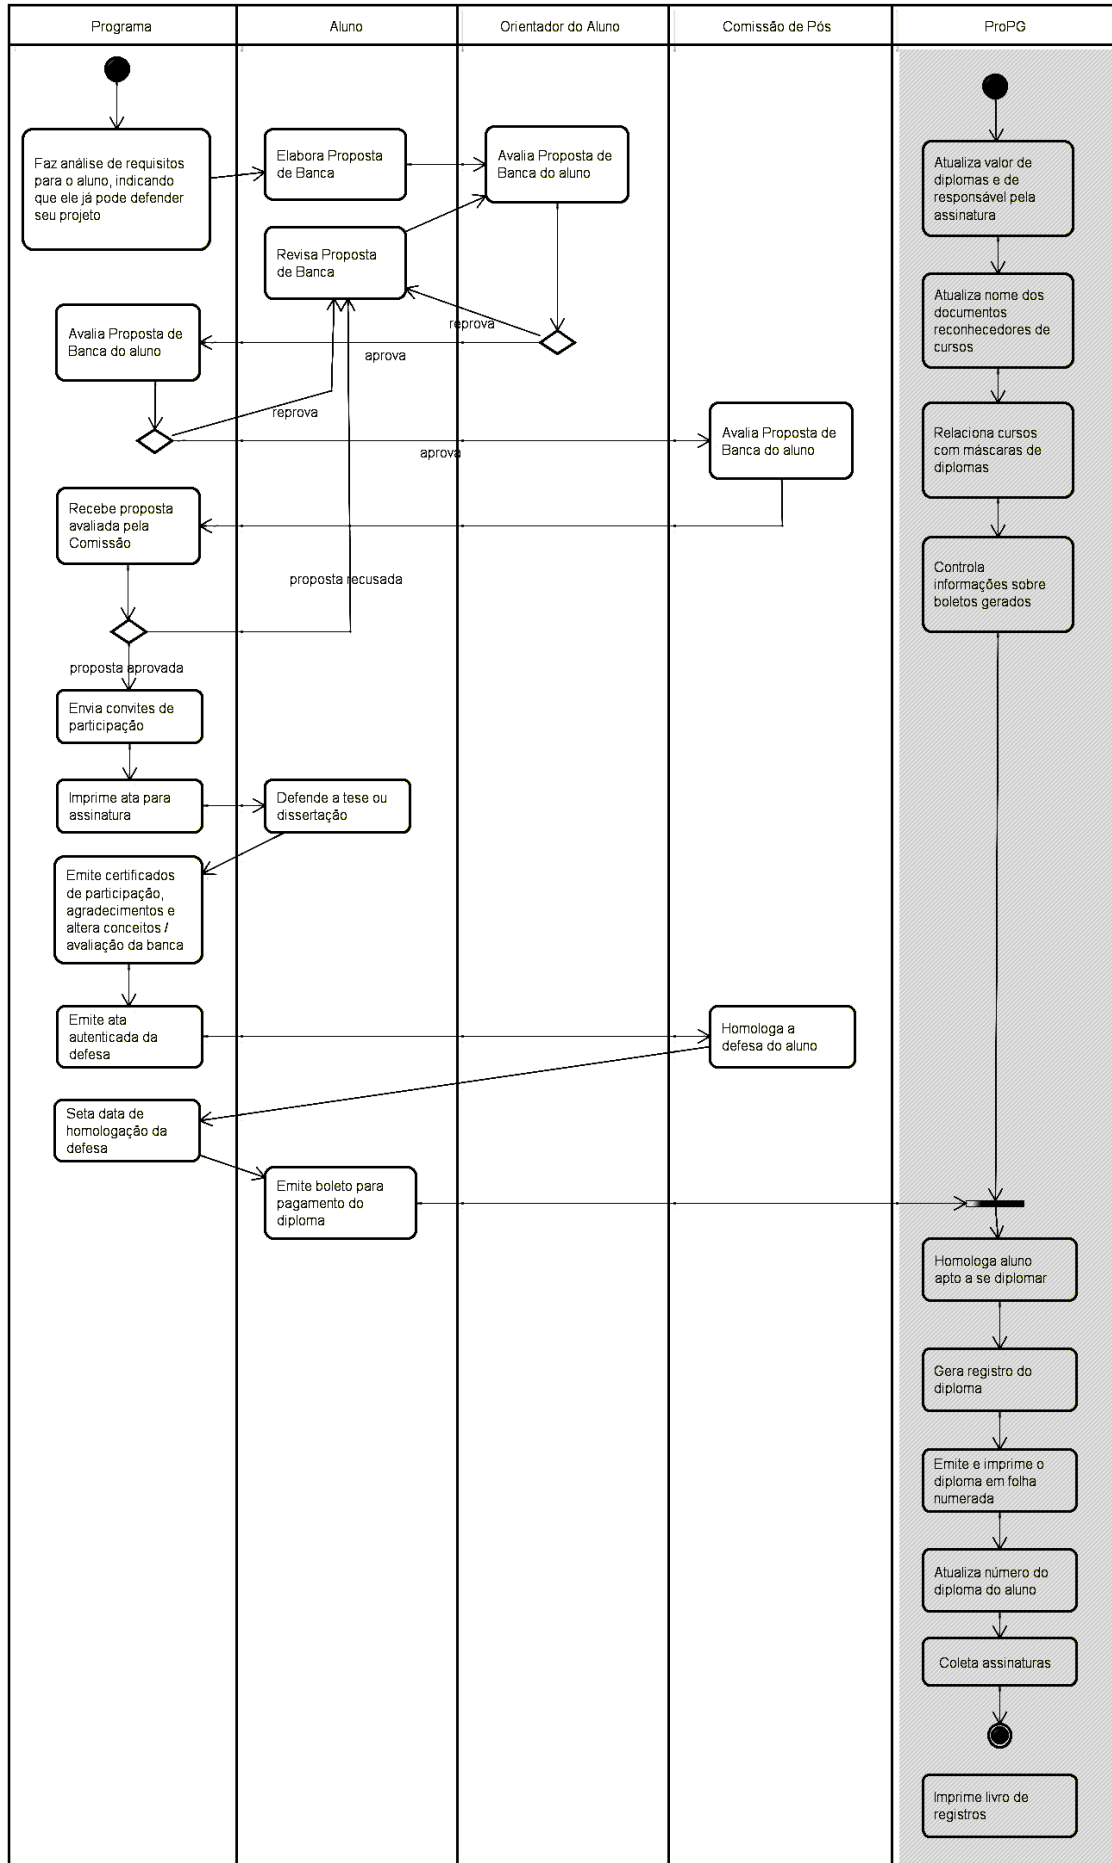 Programa
Aluno
Orientador do Aluno
Comissão de Pós
ProPG
Faz análise de requisitos
para o aluno, indicando
que ele já pode defender
seu projeto
Elabora Proposta
de Banca
Avalia Proposta de
Banca do aluno
Atualiza valor de
diplomas e de
responsável pela
assinatura
Revisa Proposta
de Banca
Atualiza nome dos
documentos
reconhecedores de
cursos
Avalia Proposta de
Banca do aluno
reprova
aprova
reprova
aprova
Avalia Proposta de
Banca do aluno
Relaciona cursos
com máscaras de
diplomas
Recebe proposta
avaliada pela
Comissão
Controla
informações sobre
boletos gerados
proposta recusada
proposta aprovada
Envia convites de
participação
Imprime ata para
assinatura
Defende a tese ou
dissertação
Emite certificados
de participação,
agradecimentos e
altera conceitos /
avaliação da banca
Emite ata
autenticada da
defesa
Homologa a
defesa do aluno
Seta data de
homologação da
defesa
Emite boleto para
pagamento do
diploma
Homologa aluno
apto a se diplomar
Gera registro do
diploma
Emite e imprime o
diploma em folha
numerada
Atualiza número do
diploma do aluno
Coleta assinaturas
Imprime livro de
registros